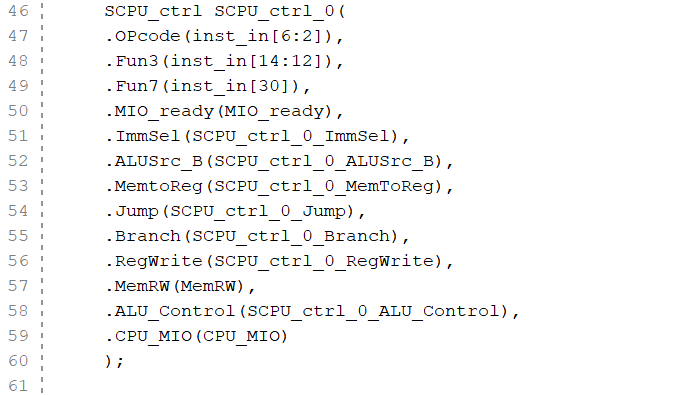 46 SCPU_ctrl SCPU_ctrl_0(
47 .OPcode(inst_in[6:2]),
48 .Fun3(inst_in[14:12]),
49 .Fun7(inst_in[30]),
50 .MIO_ready(MIO_ready),
51 .ImmSel(SCPU_ctrl_0_ImmSel),
52 .ALUSrc_B(SCPU_ctrl_0_ALUSrc_B),
53 .MemtoReg(SCPU_ctrl_0_MemToReg),
54 .Jump(SCPU_ctrl_0_Jump),
55 .Branch(SCPU_ctrl_0_Branch),
56 .RegWrite(SCPU_ctrl_0_RegWrite),
57 .MemRW(MemRW),
58 .ALU_Control(SCPU_ctrl_0_ALU_Control),
59 .CPU_MIO(CPU_MIO)
60 );
61